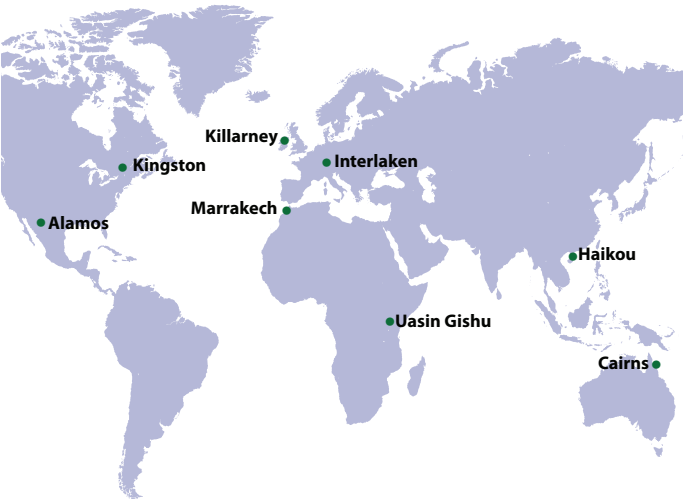 Killarney
Interlaken
Kingston
Marrakech
Alamos
Haikou
Uasin Gishu
Cairns